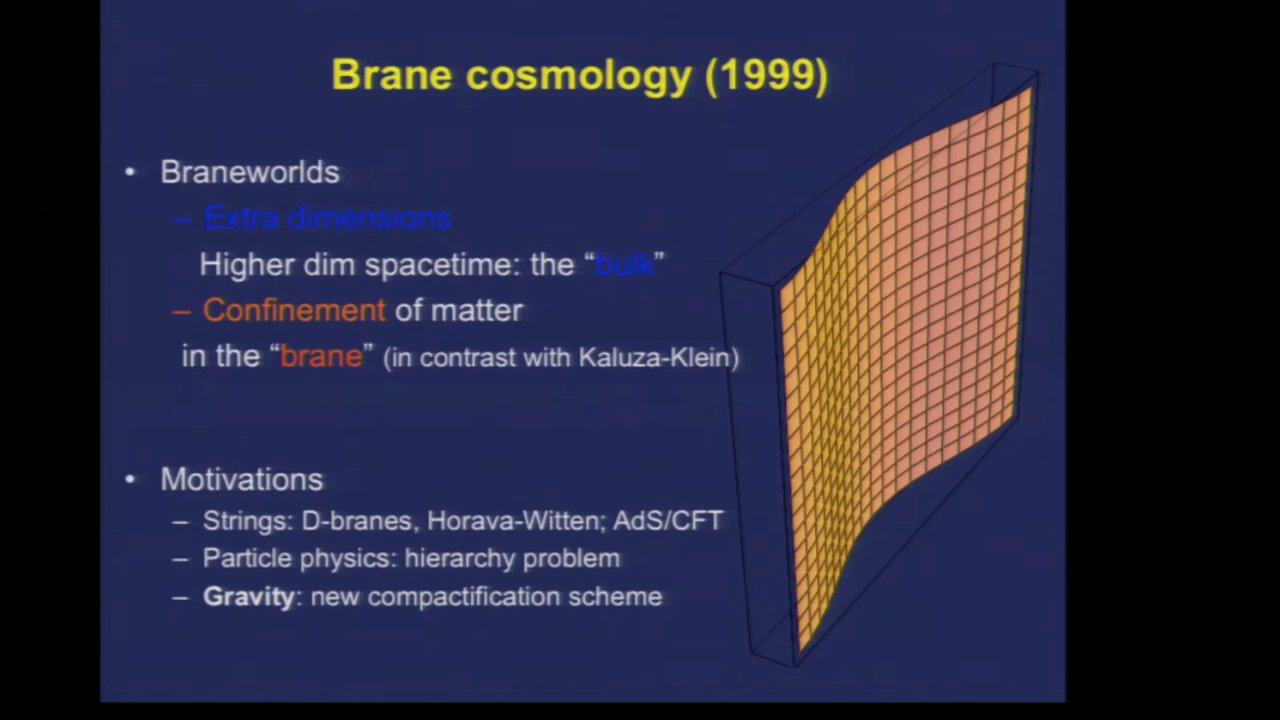 Brane cosmology (1999)
• Braneworlds
– Extra dimensions
Higher dim spacetime: the “bulk”
– Confinement of matter
in the “brane” (in contrast with Kaluza-Klein)
• Motivations
– Strings: D-branes, Horava-Witten; AdS/CFT
– Particle physics: hierarchy problem
– Gravity: new compactification scheme